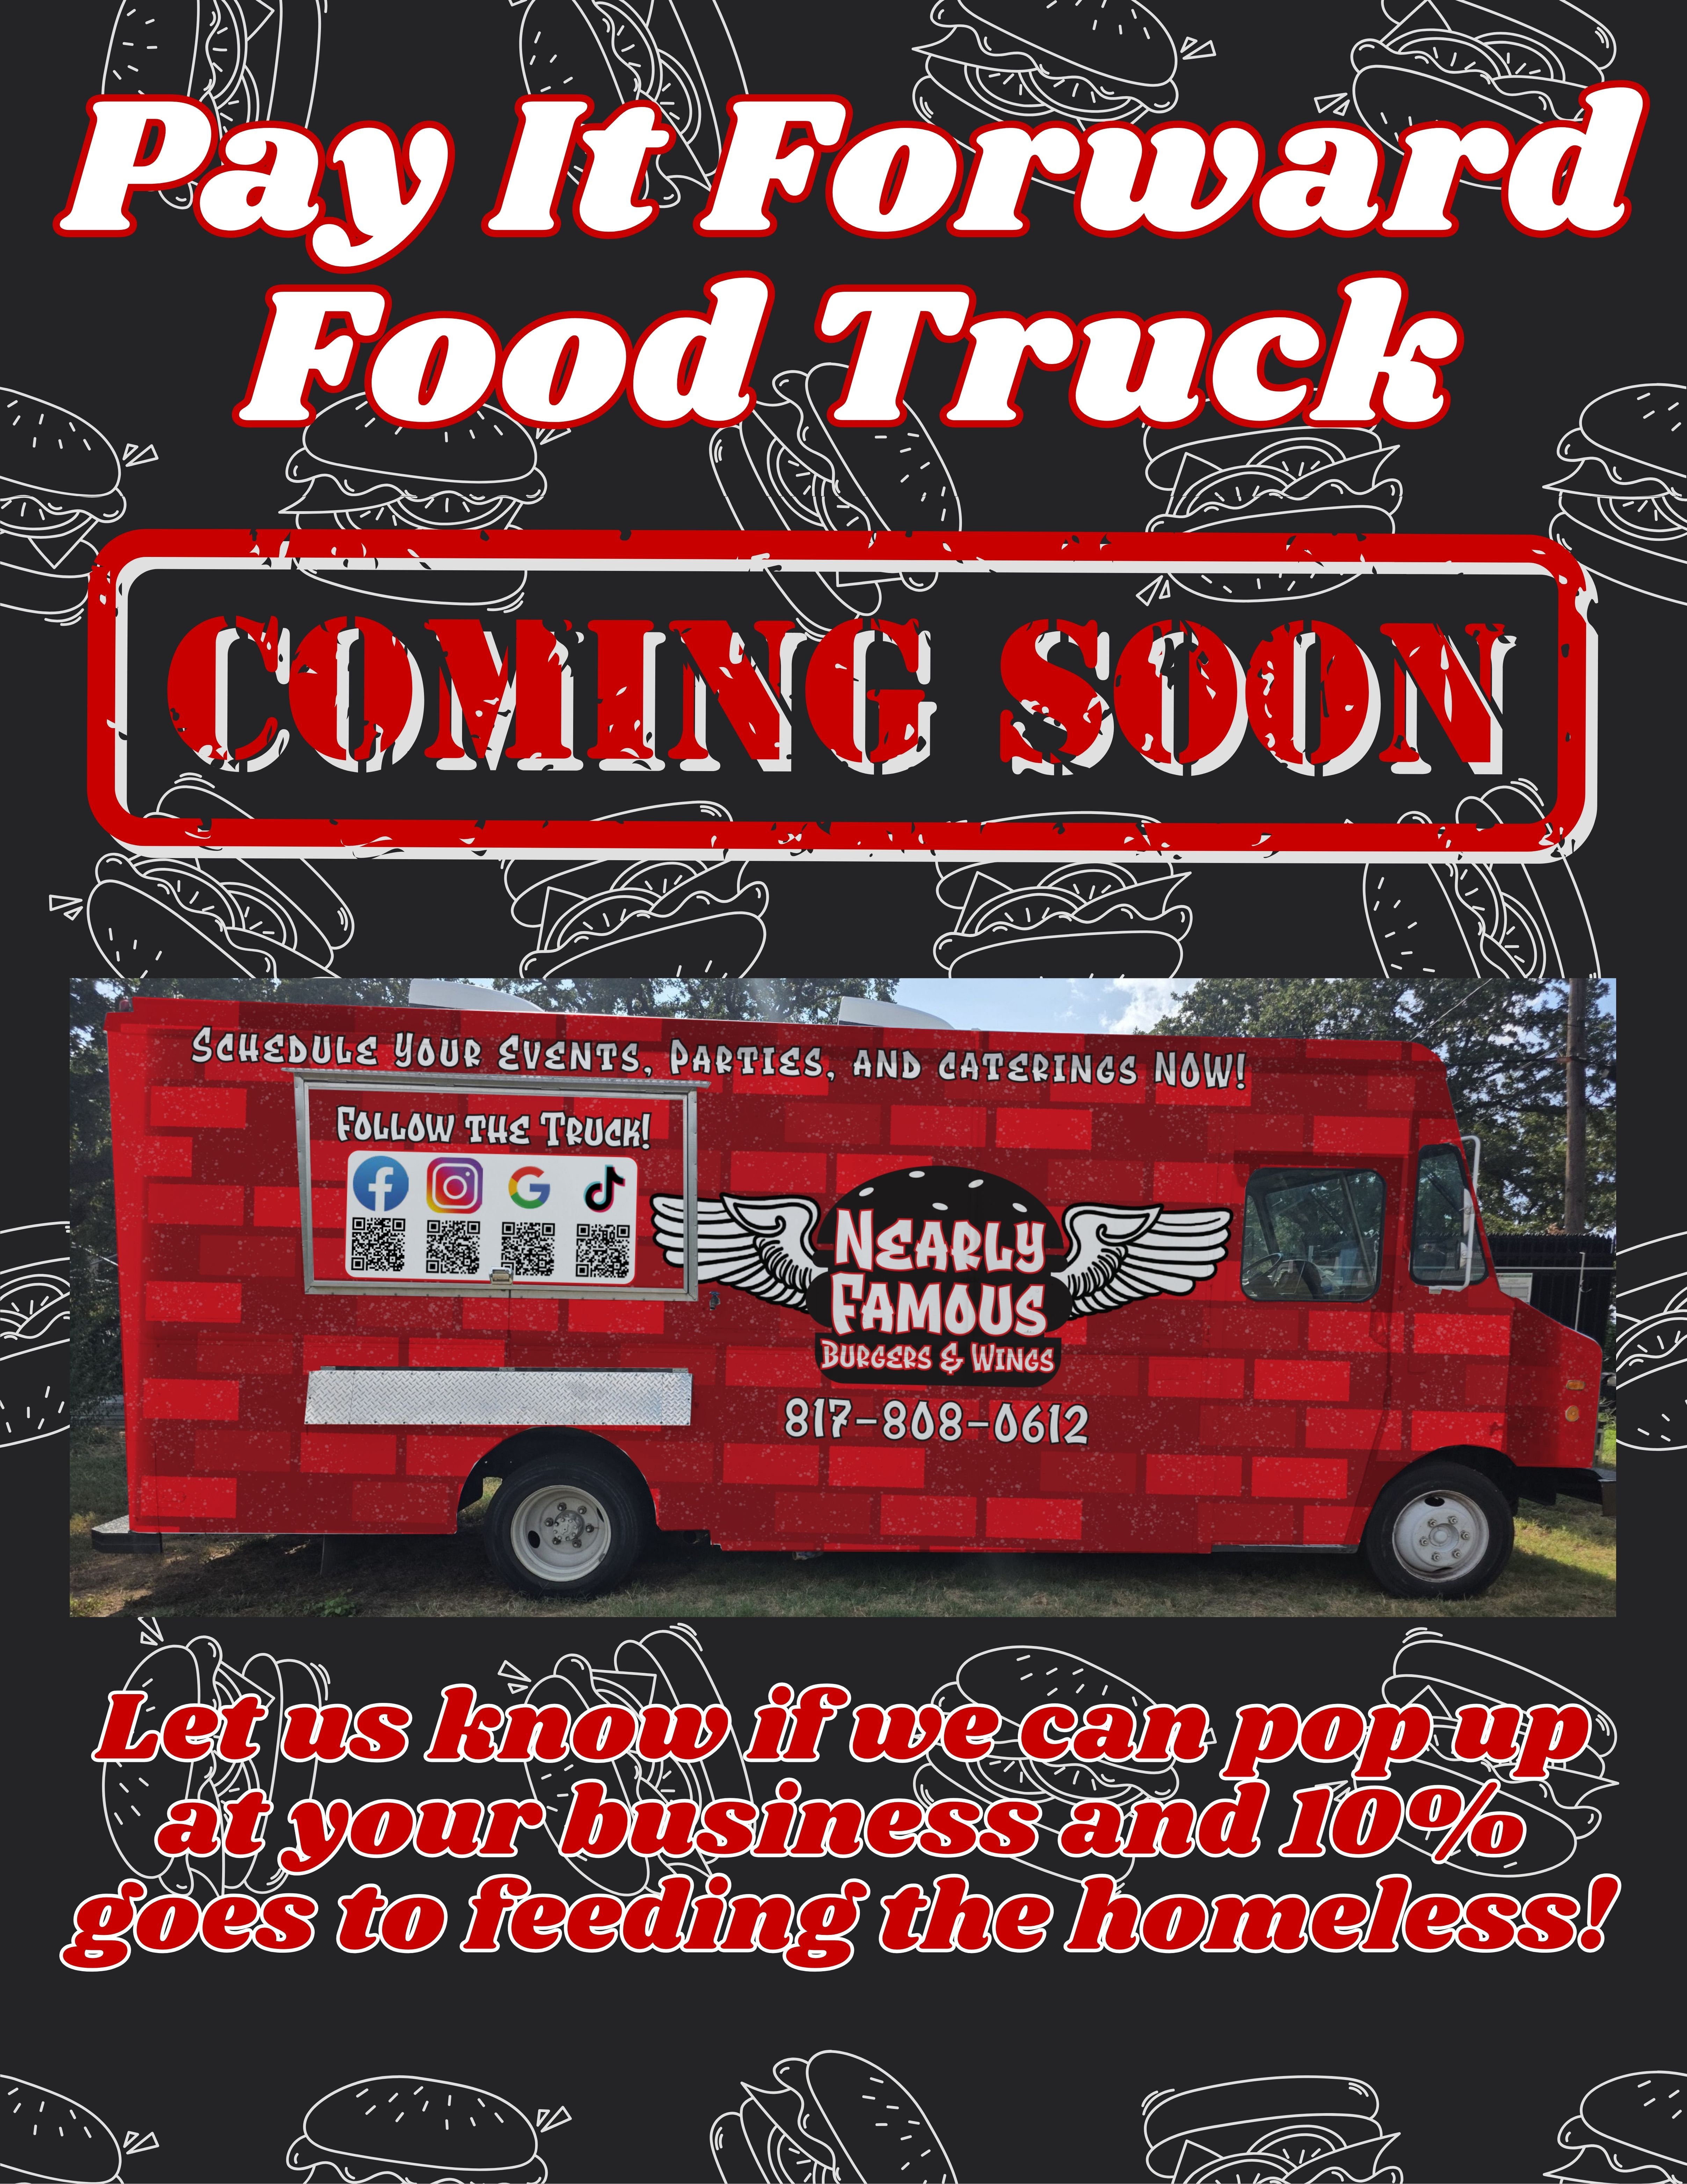 Pay It Forward
Food Truck
COMING SOON
SCHEDULE YOUR EVENTS, PARTIES, AND CATERINGS NOW!
FOLLOW THE TRUCK!
NEARLY
FAMOUS
BURGERS & WINGS
817-808-0612
Let us know if we can pop up
at your business and 10%
goes to feeding the homeless!